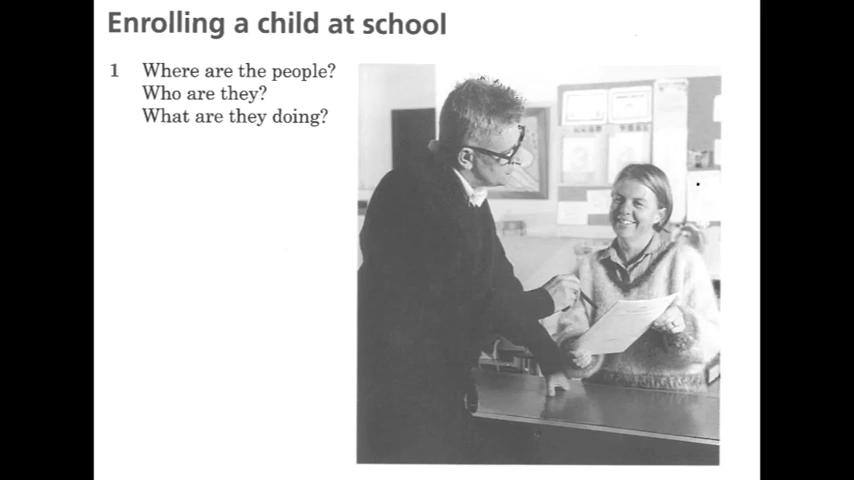 Enrolling a child at school
1 Where are the people?
Who are they?
What are they doing?